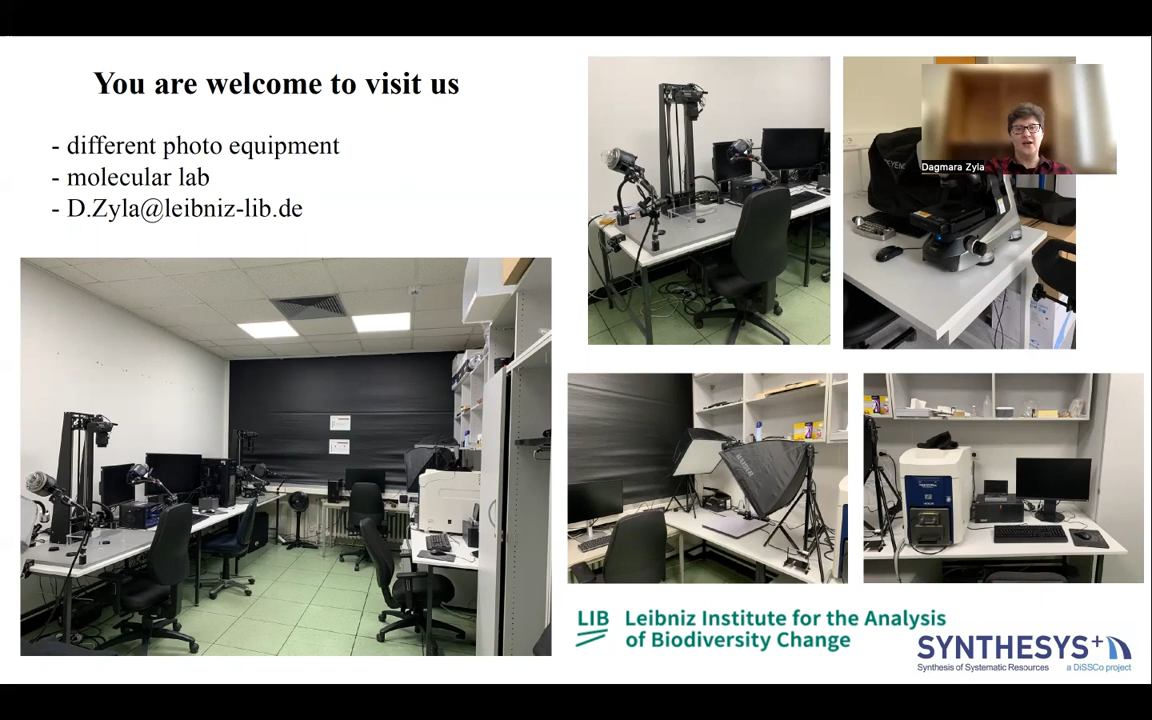 You are welcome to visit us
- different photo equipment
- molecular lab
- D.Zyla@leibniz-lib.de
Dagmara Zyla
LIB
Leibniz Institute for the Analysis
of Biodiversity Change
SYNTHESYS+
Synthesis of Systematic Resources
a DiSSCo project